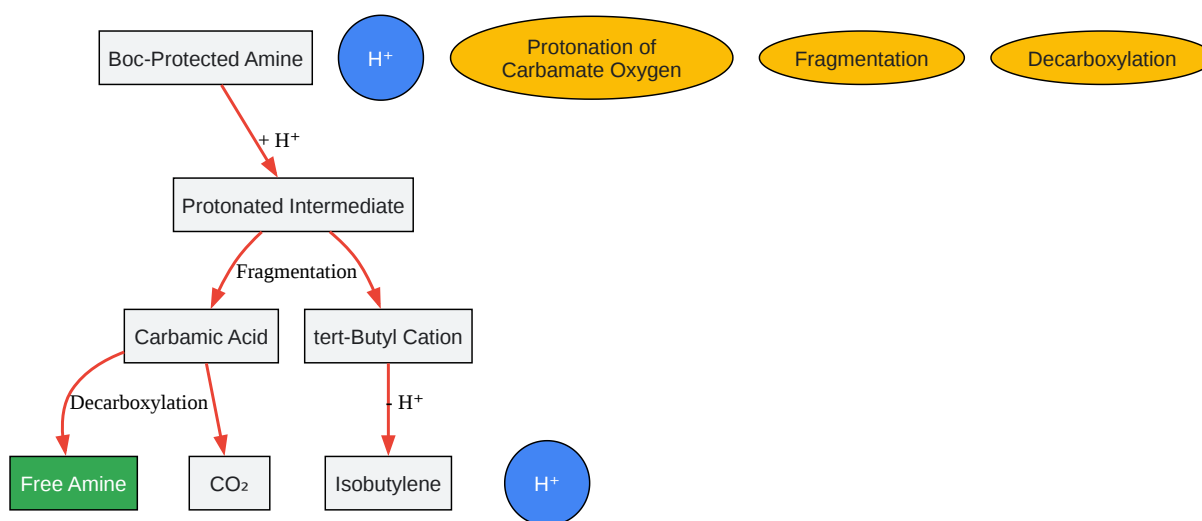 Boc-Protected Amine
H⁺
Protonation of
Carbamate Oxygen
Fragmentation
Decarboxylation
+ H⁺
Protonated Intermediate
Fragmentation
Carbamic Acid
tert-Butyl Cation
Decarboxylation
- H⁺
Free Amine
CO₂
Isobutylene
H⁺